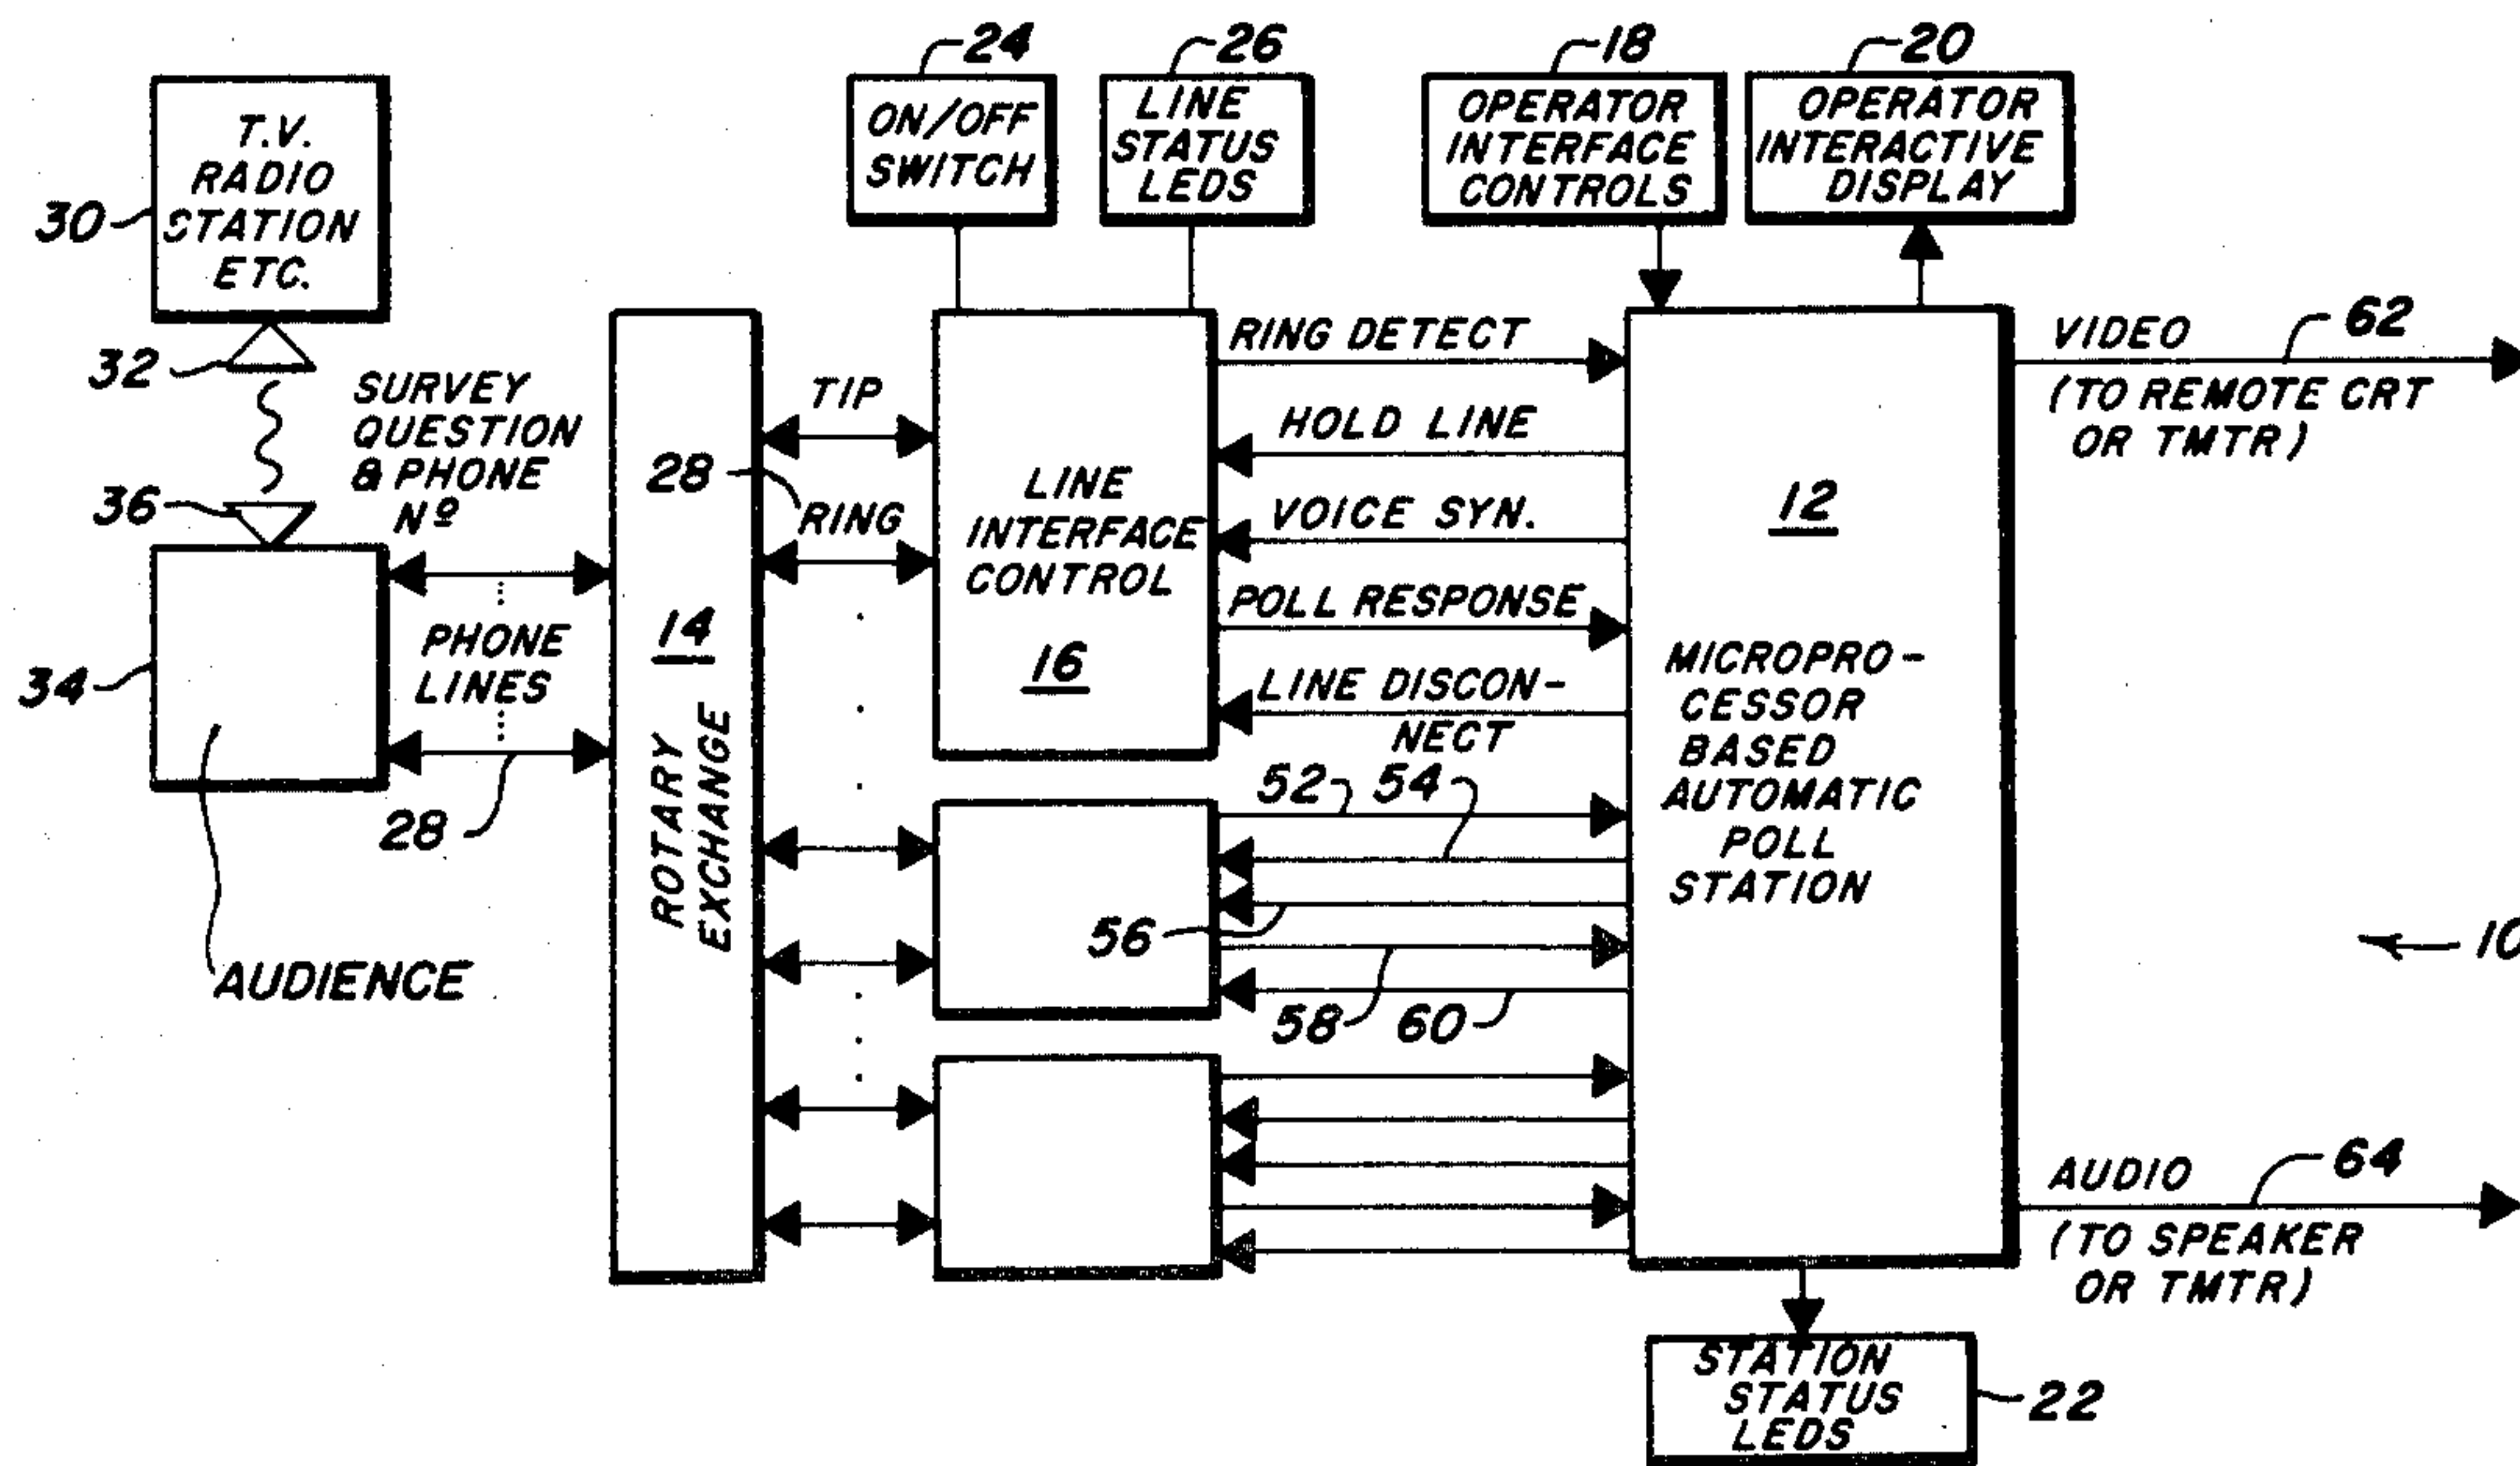 24
26
18
20
T.V.
RADIO
STATION
ETC.
30
ON/OFF
SWITCH
LINE
STATUS
LEDS
OPERATOR
INTERFACE
CONTROLS
OPERATOR
INTERACTIVE
DISPLAY
32
SURVEY
QUESTION
& PHONE
Nº
36
34
PHONE
LINES
28
AUDIENCE
14
ROTARY
EXCHANGE
TIP
28
RING
LINE
INTERFACE
CONTROL
16
RING DETECT
HOLD LINE
VOICE SYN.
POLL RESPONSE
LINE DISCON-
NECT
52
54
56
58
60
12
MICROPRO-
CESSOR
BASED
AUTOMATIC
POLL
STATION
VIDEO
62
(TO REMOTE CRT
OR TMTR)
10
AUDIO
64
(TO SPEAKER
OR TMTR)
STATION
STATUS
LEDS
22